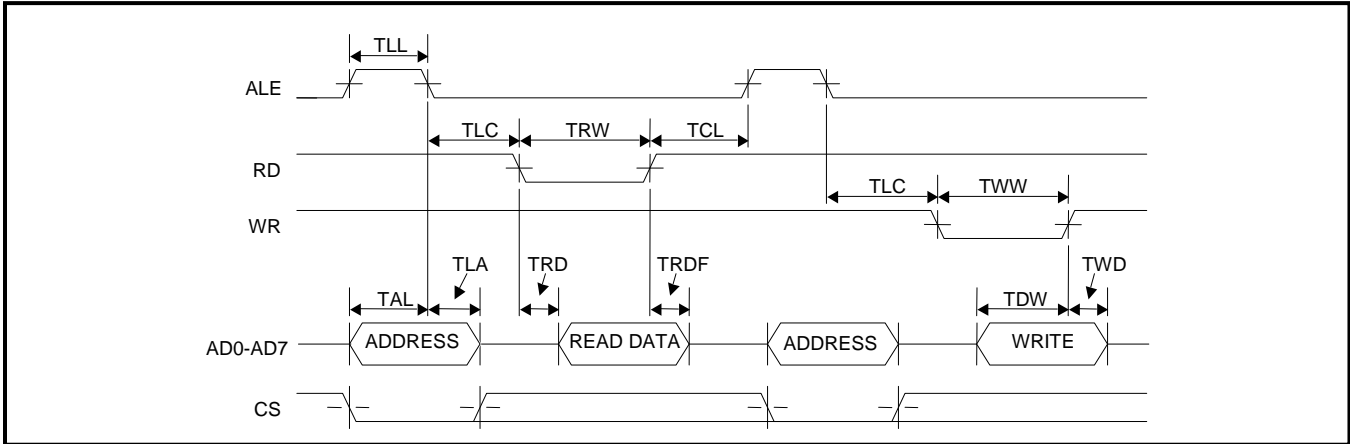 TLL
ALE
TLC TRW TCL
RD
TLC TWW
WR
TLA TRD TRDF TWD
TAL TDW
AD0-AD7 ADDRESS READ DATA ADDRESS WRITE
CS